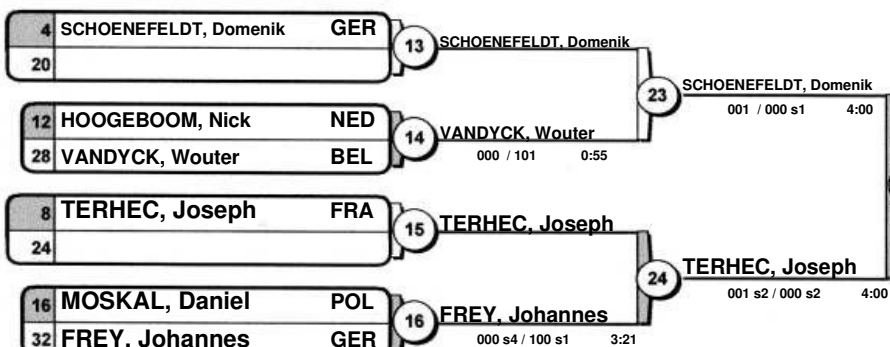 4 SCHOENEFELDT, Domenik GER
20
13 SCHOENEFELDT, Domenik
12 HOOGEBOOM, Nick NED
28 VANDYCK, Wouter BEL
14 VANDYCK, Wouter
000 / 101 0:55
23 SCHOENEFELDT, Domenik
001 / 000 s1 4:00
8 TERHEC, Joseph FRA
24
15 TERHEC, Joseph
16 MOSKAL, Daniel POL
32 FREY, Johannes GER
16 FREY, Johannes
000 s4 / 100 s1 3:21
24 TERHEC, Joseph
001 s2 / 000 s2 4:00